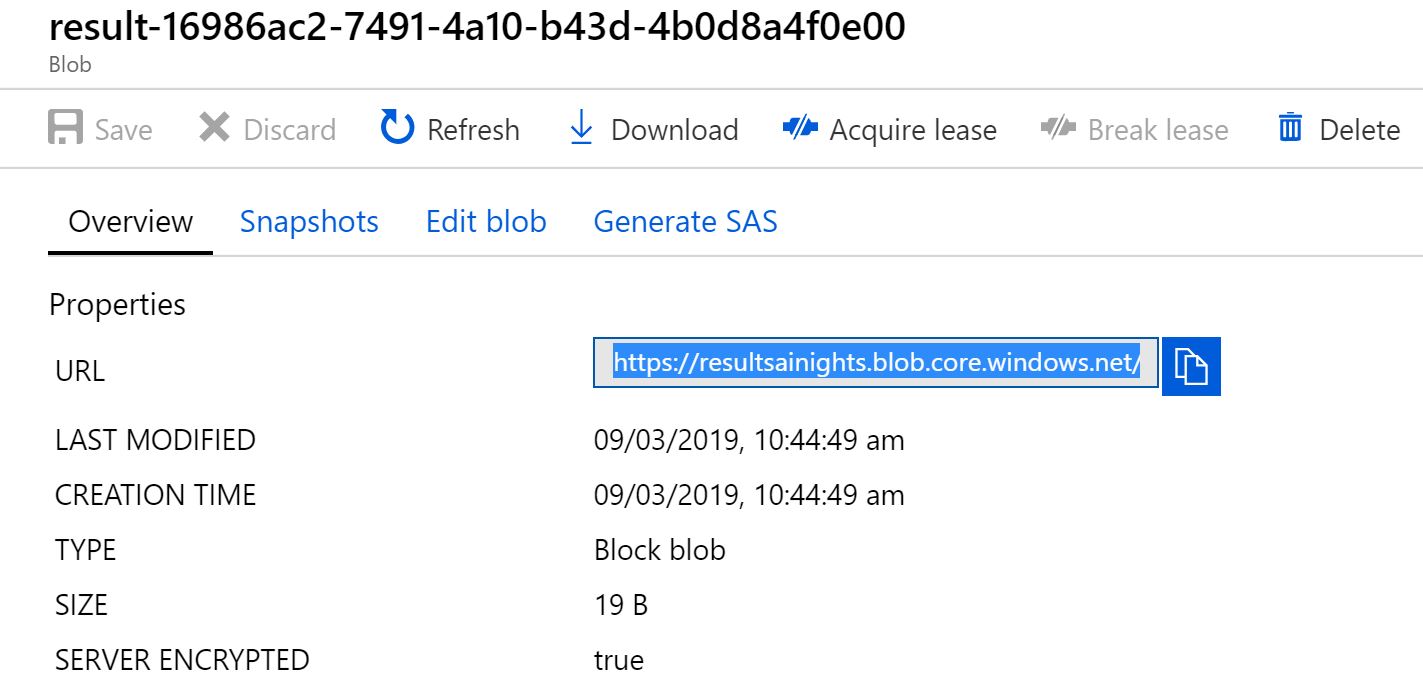 result-16986ac2-7491-4a10-b43d-4b0d8a4f0e00
Blob
Save Discard Refresh Download Acquire lease Break lease Delete
Overview Snapshots Edit blob Generate SAS
Properties
URL https://resultsainights.blob.core.windows.net/
LAST MODIFIED 09/03/2019, 10:44:49 am
CREATION TIME 09/03/2019, 10:44:49 am
TYPE Block blob
SIZE 19 B
SERVER ENCRYPTED true